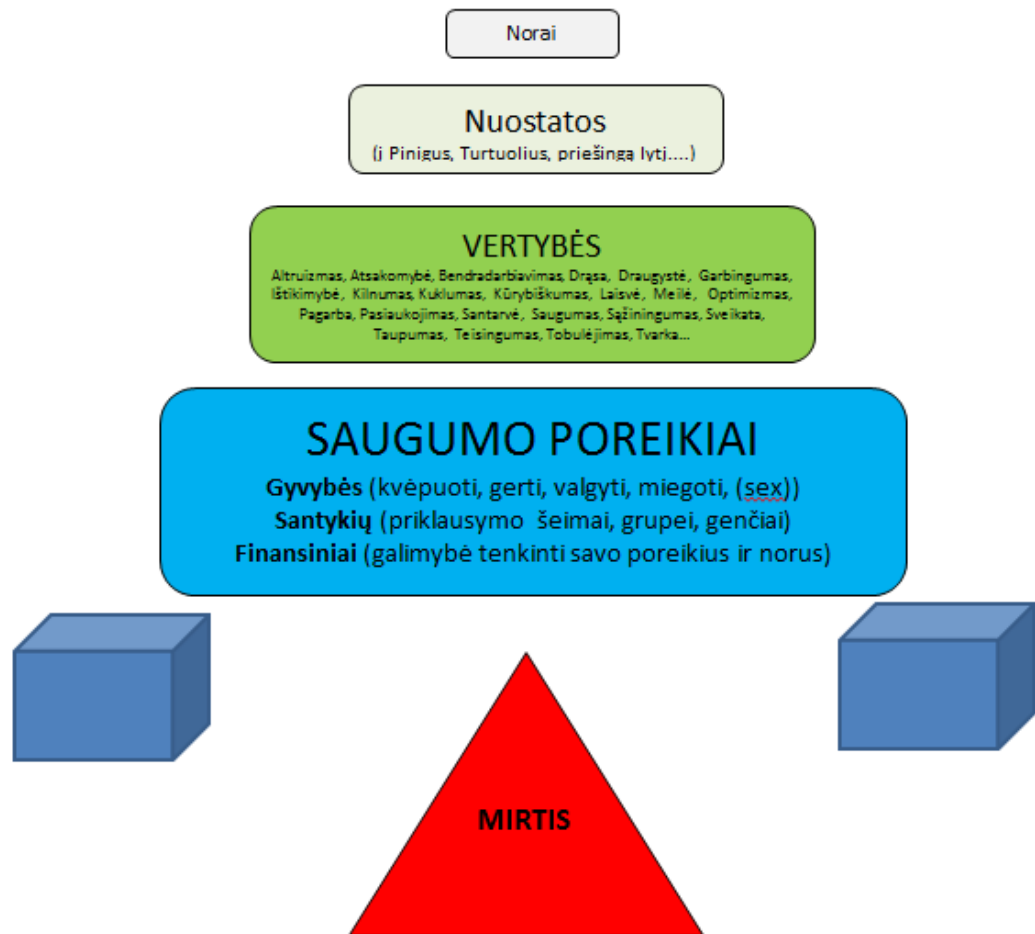 Norai
Nuostatos
(į Pinigus, Turtuolius, priešingą lytį....)
VERTYBĖS
Altruizmas, Atsakomybė, Bendradarbiavimas, Drąsa, Draugystė, Garbingumas,
Ištikimybė, Kilnumas, Kuklumas, Kūrybiškumas, Laisvė, Meilė, Optimizmas,
Pagarba, Pasiaukojimas, Santarvė, Saugumas, Sąžiningumas, Sveikata,
Taupumas, Teisingumas, Tobulėjimas, Tvarka...
SAUGUMO POREIKIAI
Gyvybės (kvėpuoti, gerti, valgyti, miegoti, (sex))
Santykių (priklausymo šeimai, grupei, genčiai)
Finansiniai (galimybė tenkinti savo poreikius ir norus)
MIRTIS